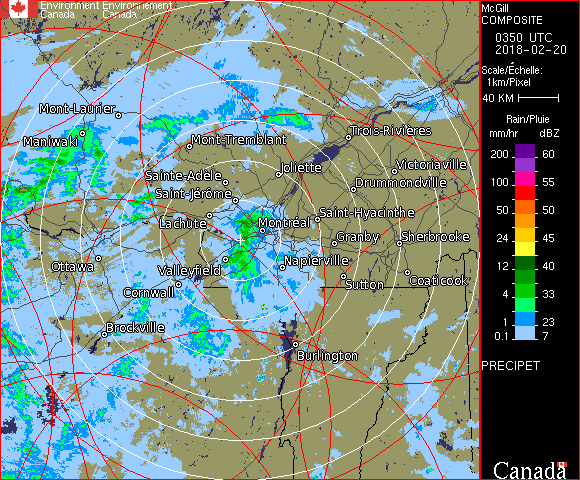 Environment Environnement
Canada Canada
McGill
COMPOSITE
0350 UTC
2018-02-20
Scale/Échelle:
1km/Pixel
40 KM
Rain/Pluie
mm/hr dBZ
200 60
100 55
50 50
24 45
12 40
4 33
1 23
0.1 7
PRECIPET
Canada
Mont-Laurier
Maniwaki
Mont-Tremblant
Trois-Rivières
Sainte-Adèle
Joliette
Victoriaville
Saint-Jérôme
Drummondville
Lachute
Montréal
Saint-Hyacinthe
Granby
Sherbrooke
Ottawa
Valleyfield
Napierville
Cornwall
Sutton
Coaticook
Brockville
Burlington